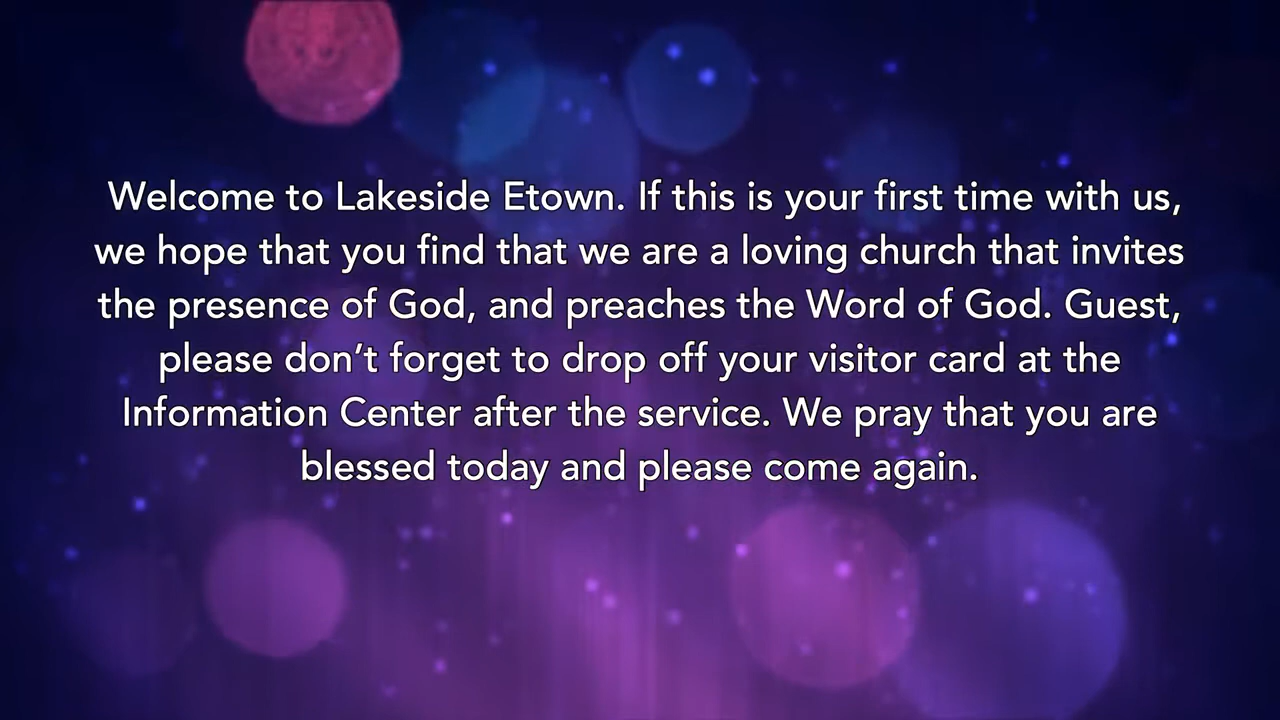 Welcome to Lakeside Etown. If this is your first time with us,
we hope that you find that we are a loving church that invites
the presence of God, and preaches the Word of God. Guest,
please don’t forget to drop off your visitor card at the
Information Center after the service. We pray that you are
blessed today and please come again.